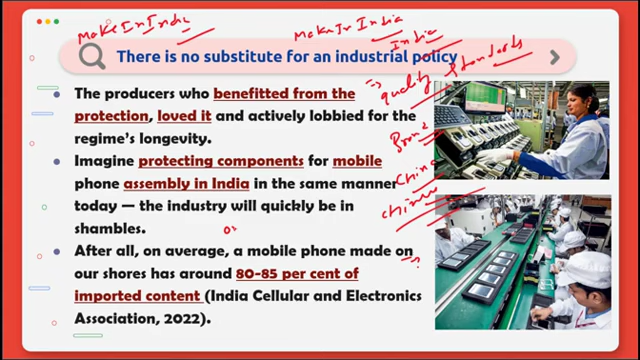 Make In India
Make In India
India
There is no substitute for an industrial policy
quality Standards
The producers who benefitted from the
protection, loved it and actively lobbied for the
regime's longevity.
Imagine protecting components for mobile
phone assembly in India in the same manner
today — the industry will quickly be in
shambles.
After all, on average, a mobile phone made on
our shores has around 80-85 per cent of
imported content (India Cellular and Electronics
Association, 2022).
China